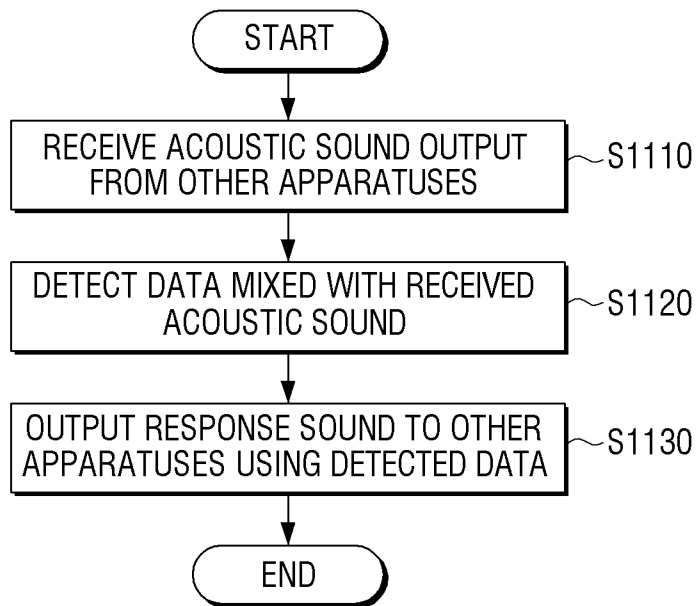 START
RECEIVE ACOUSTIC SOUND OUTPUT
FROM OTHER APPARATUSES
S1110
DETECT DATA MIXED WITH RECEIVED
ACOUSTIC SOUND
S1120
OUTPUT RESPONSE SOUND TO OTHER
APPARATUSES USING DETECTED DATA
S1130
END